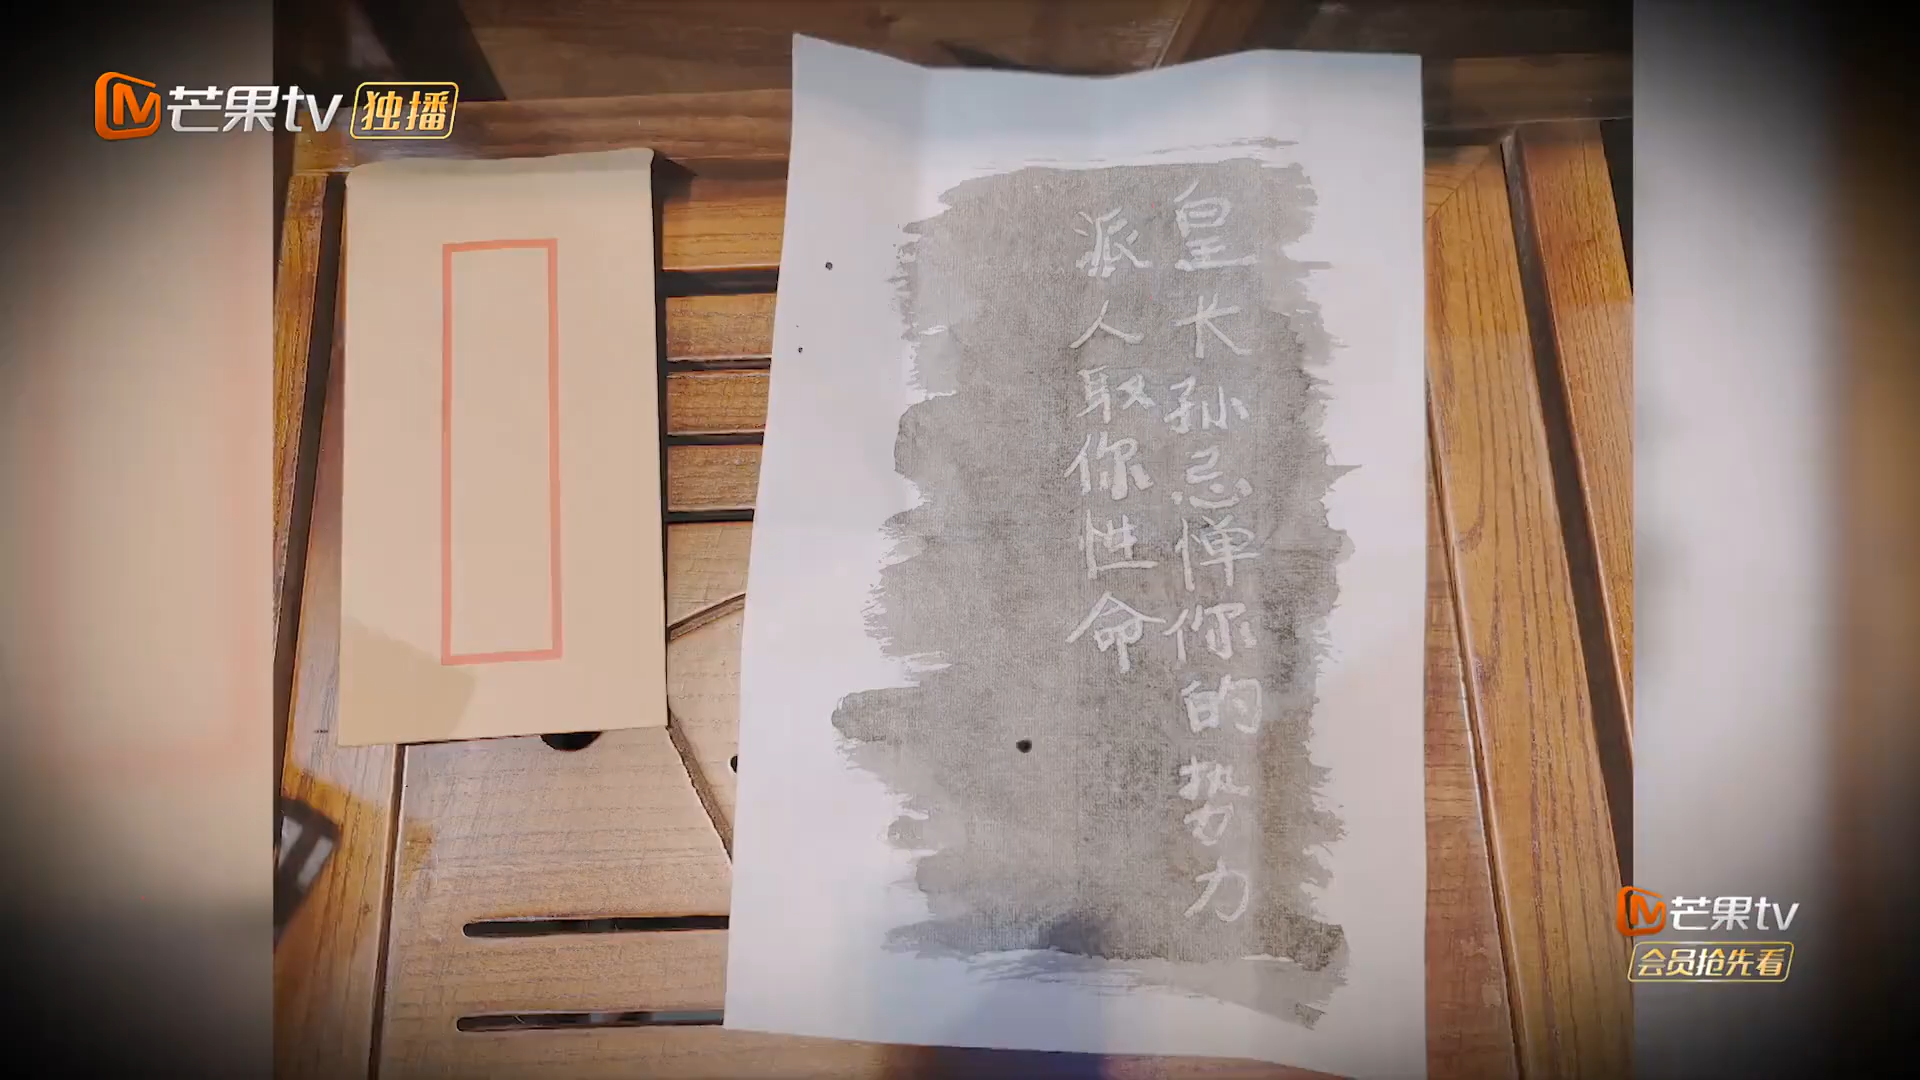 芒果tv 独播
皇长孙忌惮你的势力
派人取你性命
芒果tv
会员抢先看